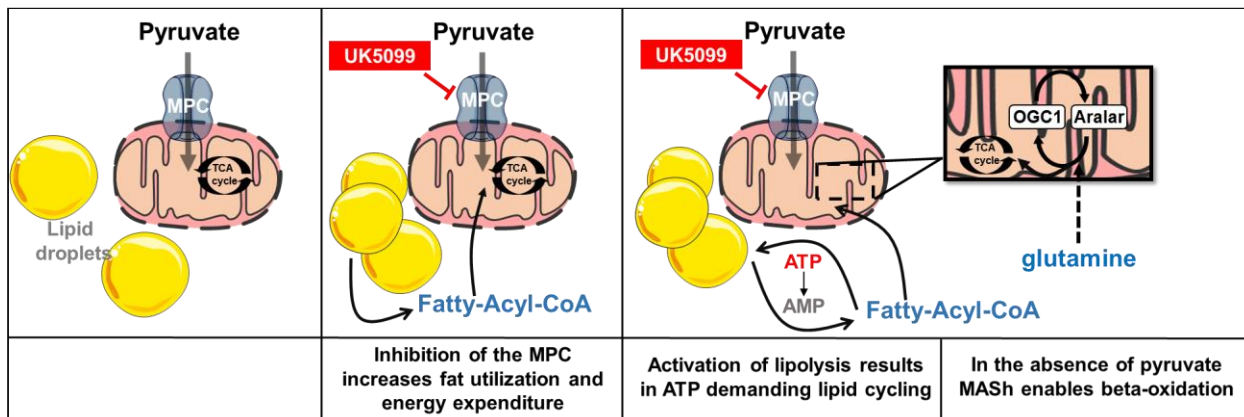 Pyruvate
MPC
TCA
cycle
Lipid
droplets
Pyruvate
UK5099
MPC
TCA
cycle
Fatty-Acyl-CoA
Inhibition of the MPC
increases fat utilization and
energy expenditure
Pyruvate
UK5099
MPC
ATP
AMP
Fatty-Acyl-CoA
Activation of lipolysis results
in ATP demanding lipid cycling
OGC1 Aralar
TCA
cycle
glutamine
In the absence of pyruvate
MASh enables beta-oxidation